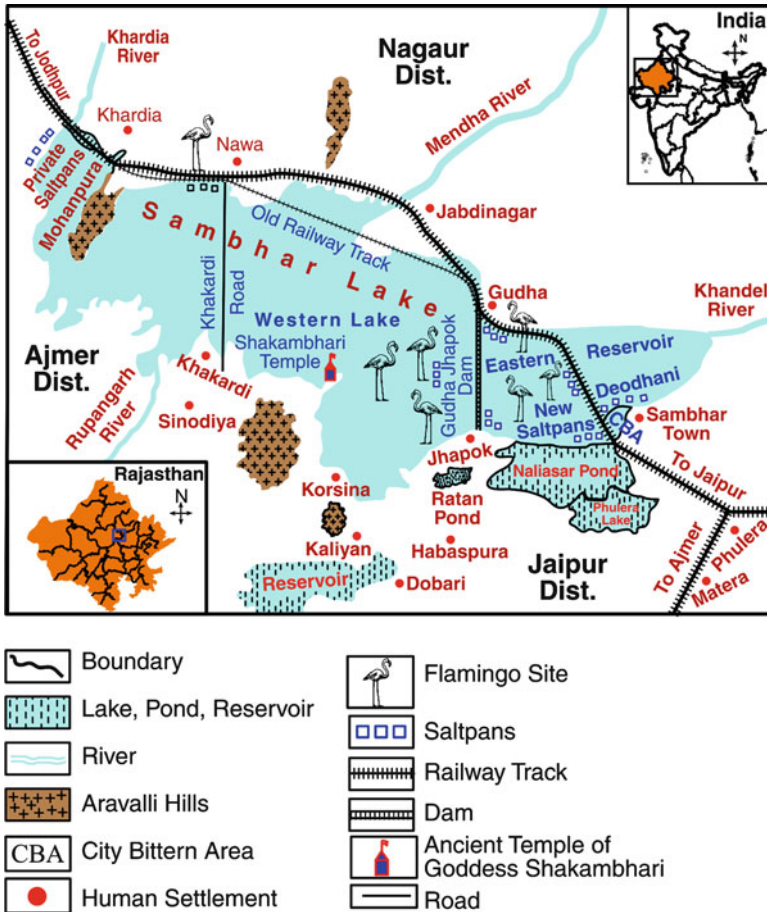 India
N
Nagaur
Dist.
To Jodhpur
Khardia
River
Khardia
Mendha River
Private
Saltpans
Mohanpura
Nawa
Jabdinagar
Sambhar Lake
Old Railway Track
Khakardi
Road
Gudha
Khandel
River
Western Lake
Shakambhari
Temple
Gudha Jhapok
Dam
Eastern
Reservoir
Ajmer
Dist.
Rupangarh
River
Khakardi
Sinodiya
New
Saltpans
Deodhani
CBA
Sambhar
Town
Jhapok
Naliasar Pond
To Jaipur
Rajasthan
N
Korsina
Ratan
Pond
Phulera
Lake
Kaliyan
Habaspura
Jaipur
Dist.
To Ajmer
Phulera
Matera
Reservoir
Dobari
Boundary
Lake, Pond, Reservoir
River
Aravalli Hills
CBA
City Bittern Area
Human Settlement
Flamingo Site
Saltpans
Railway Track
Dam
Ancient Temple of
Goddess Shakambhari
Road